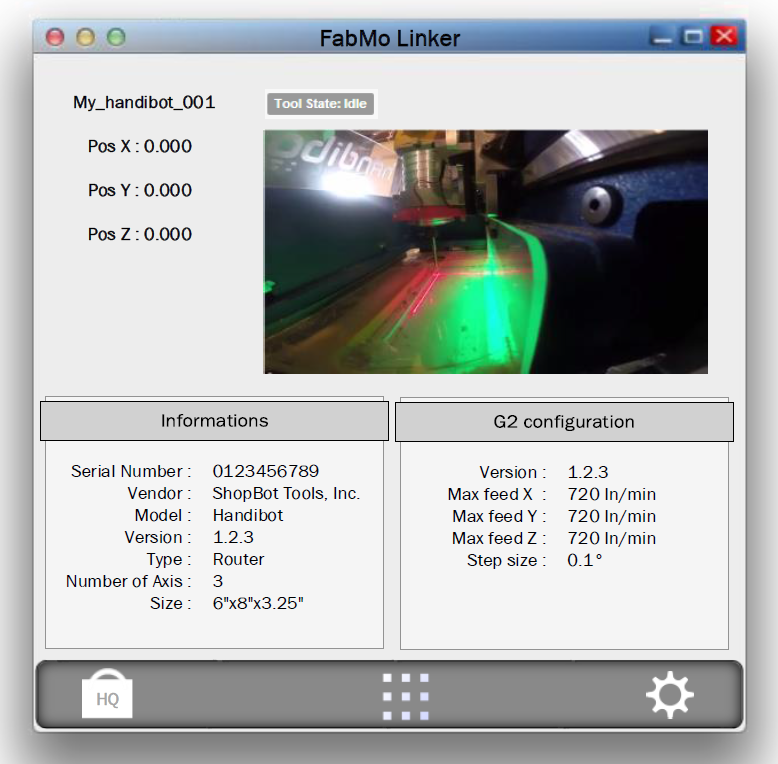 FabMo Linker
My_handibot_001
Tool State: Idle
Pos X : 0.000
Pos Y : 0.000
Pos Z : 0.000
Informations
Serial Number : 0123456789
Vendor : ShopBot Tools, Inc.
Model : Handibot
Version : 1.2.3
Type : Router
Number of Axis : 3
Size : 6"x8"x3.25"
G2 configuration
Version : 1.2.3
Max feed X : 720 In/min
Max feed Y : 720 In/min
Max feed Z : 720 In/min
Step size : 0.1°
HQ